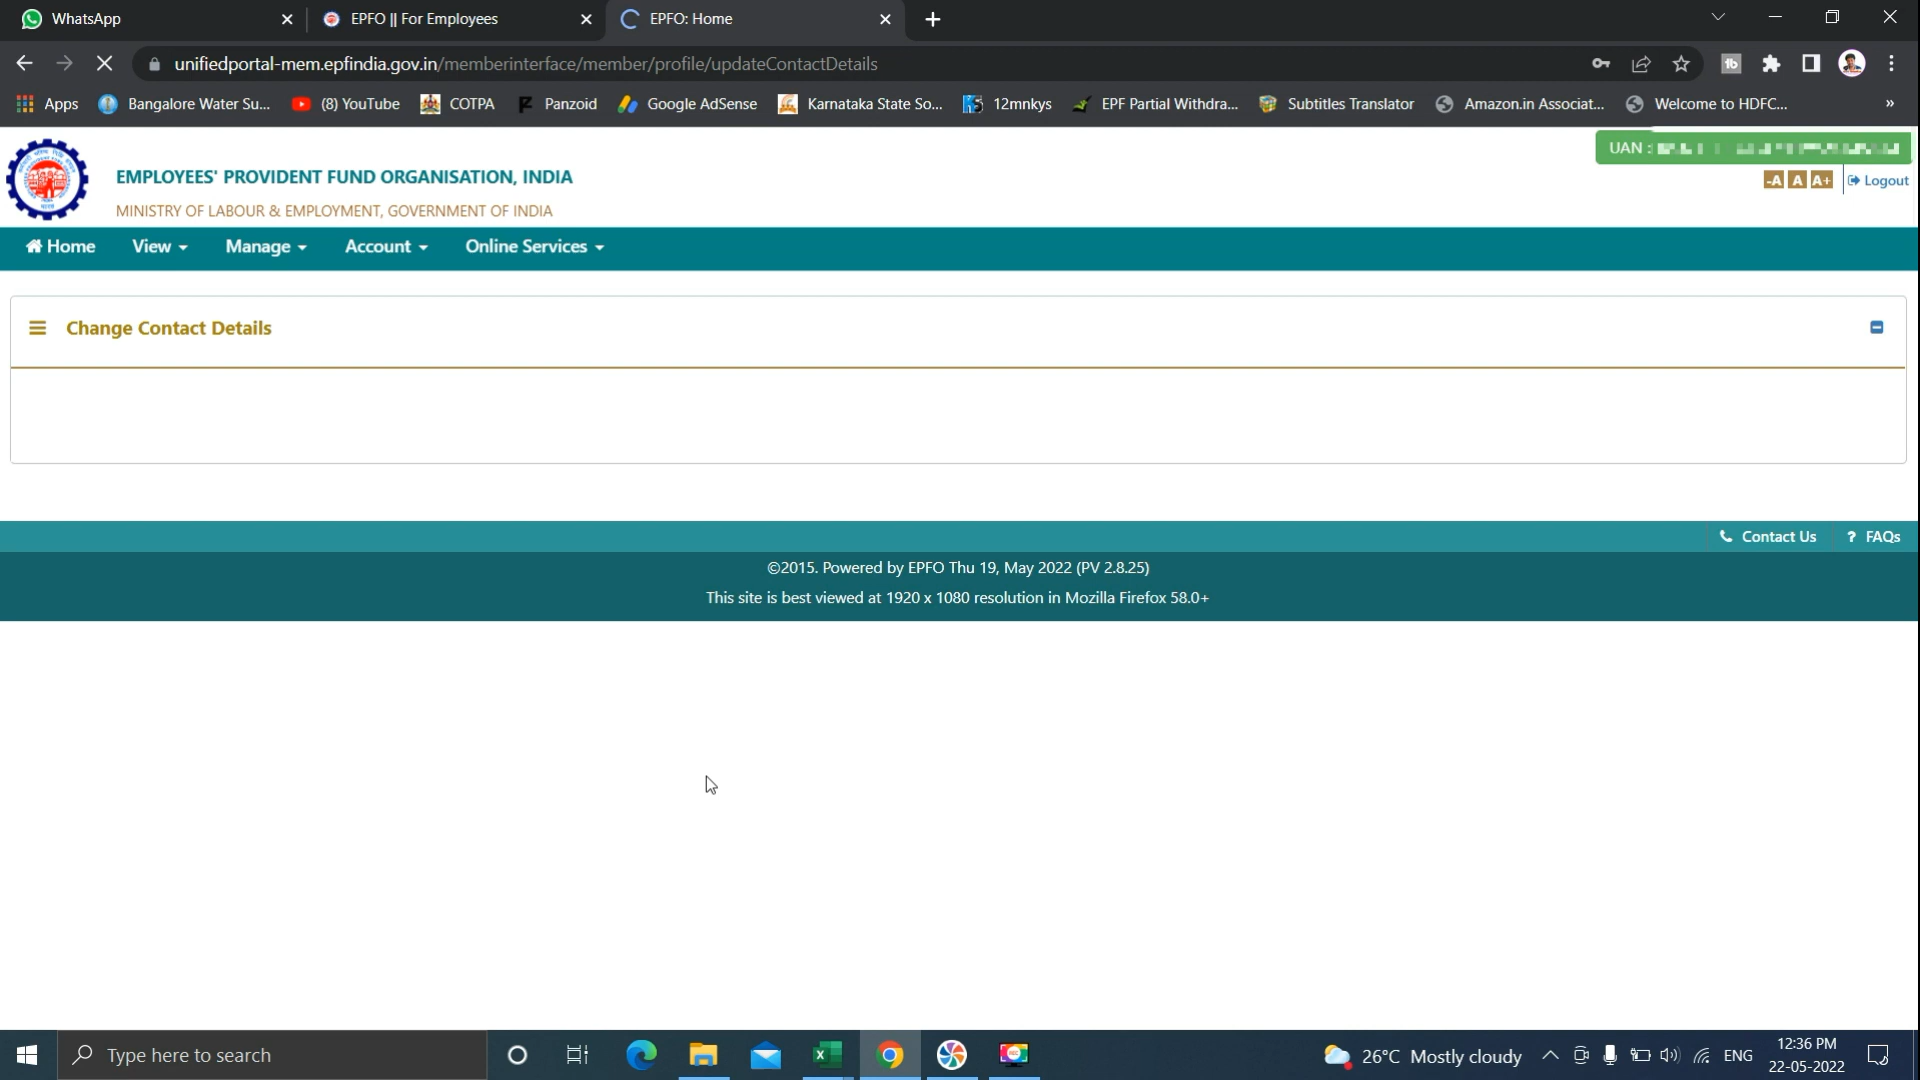 WhatsApp
EPFO || For Employees
EPFO: Home
unifiedportal-mem.epfindia.gov.in/memberinterface/member/profile/updateContactDetails
Apps
Bangalore Water Su...
(8) YouTube
COTPA
Panzoid
Google AdSense
Karnataka State So...
12mnkys
EPF Partial Withdra...
Subtitles Translator
Amazon.in Associat...
Welcome to HDFC...
»
UAN :
EMPLOYEES' PROVIDENT FUND ORGANISATION, INDIA
-A A A+
Logout
MINISTRY OF LABOUR & EMPLOYMENT, GOVERNMENT OF INDIA
Home
View
Manage
Account
Online Services
Change Contact Details
Contact Us
? FAQs
©2015. Powered by EPFO Thu 19, May 2022 (PV 2.8.25)
This site is best viewed at 1920 x 1080 resolution in Mozilla Firefox 58.0+
Type here to search
26°C Mostly cloudy
ENG
12:36 PM
22-05-2022